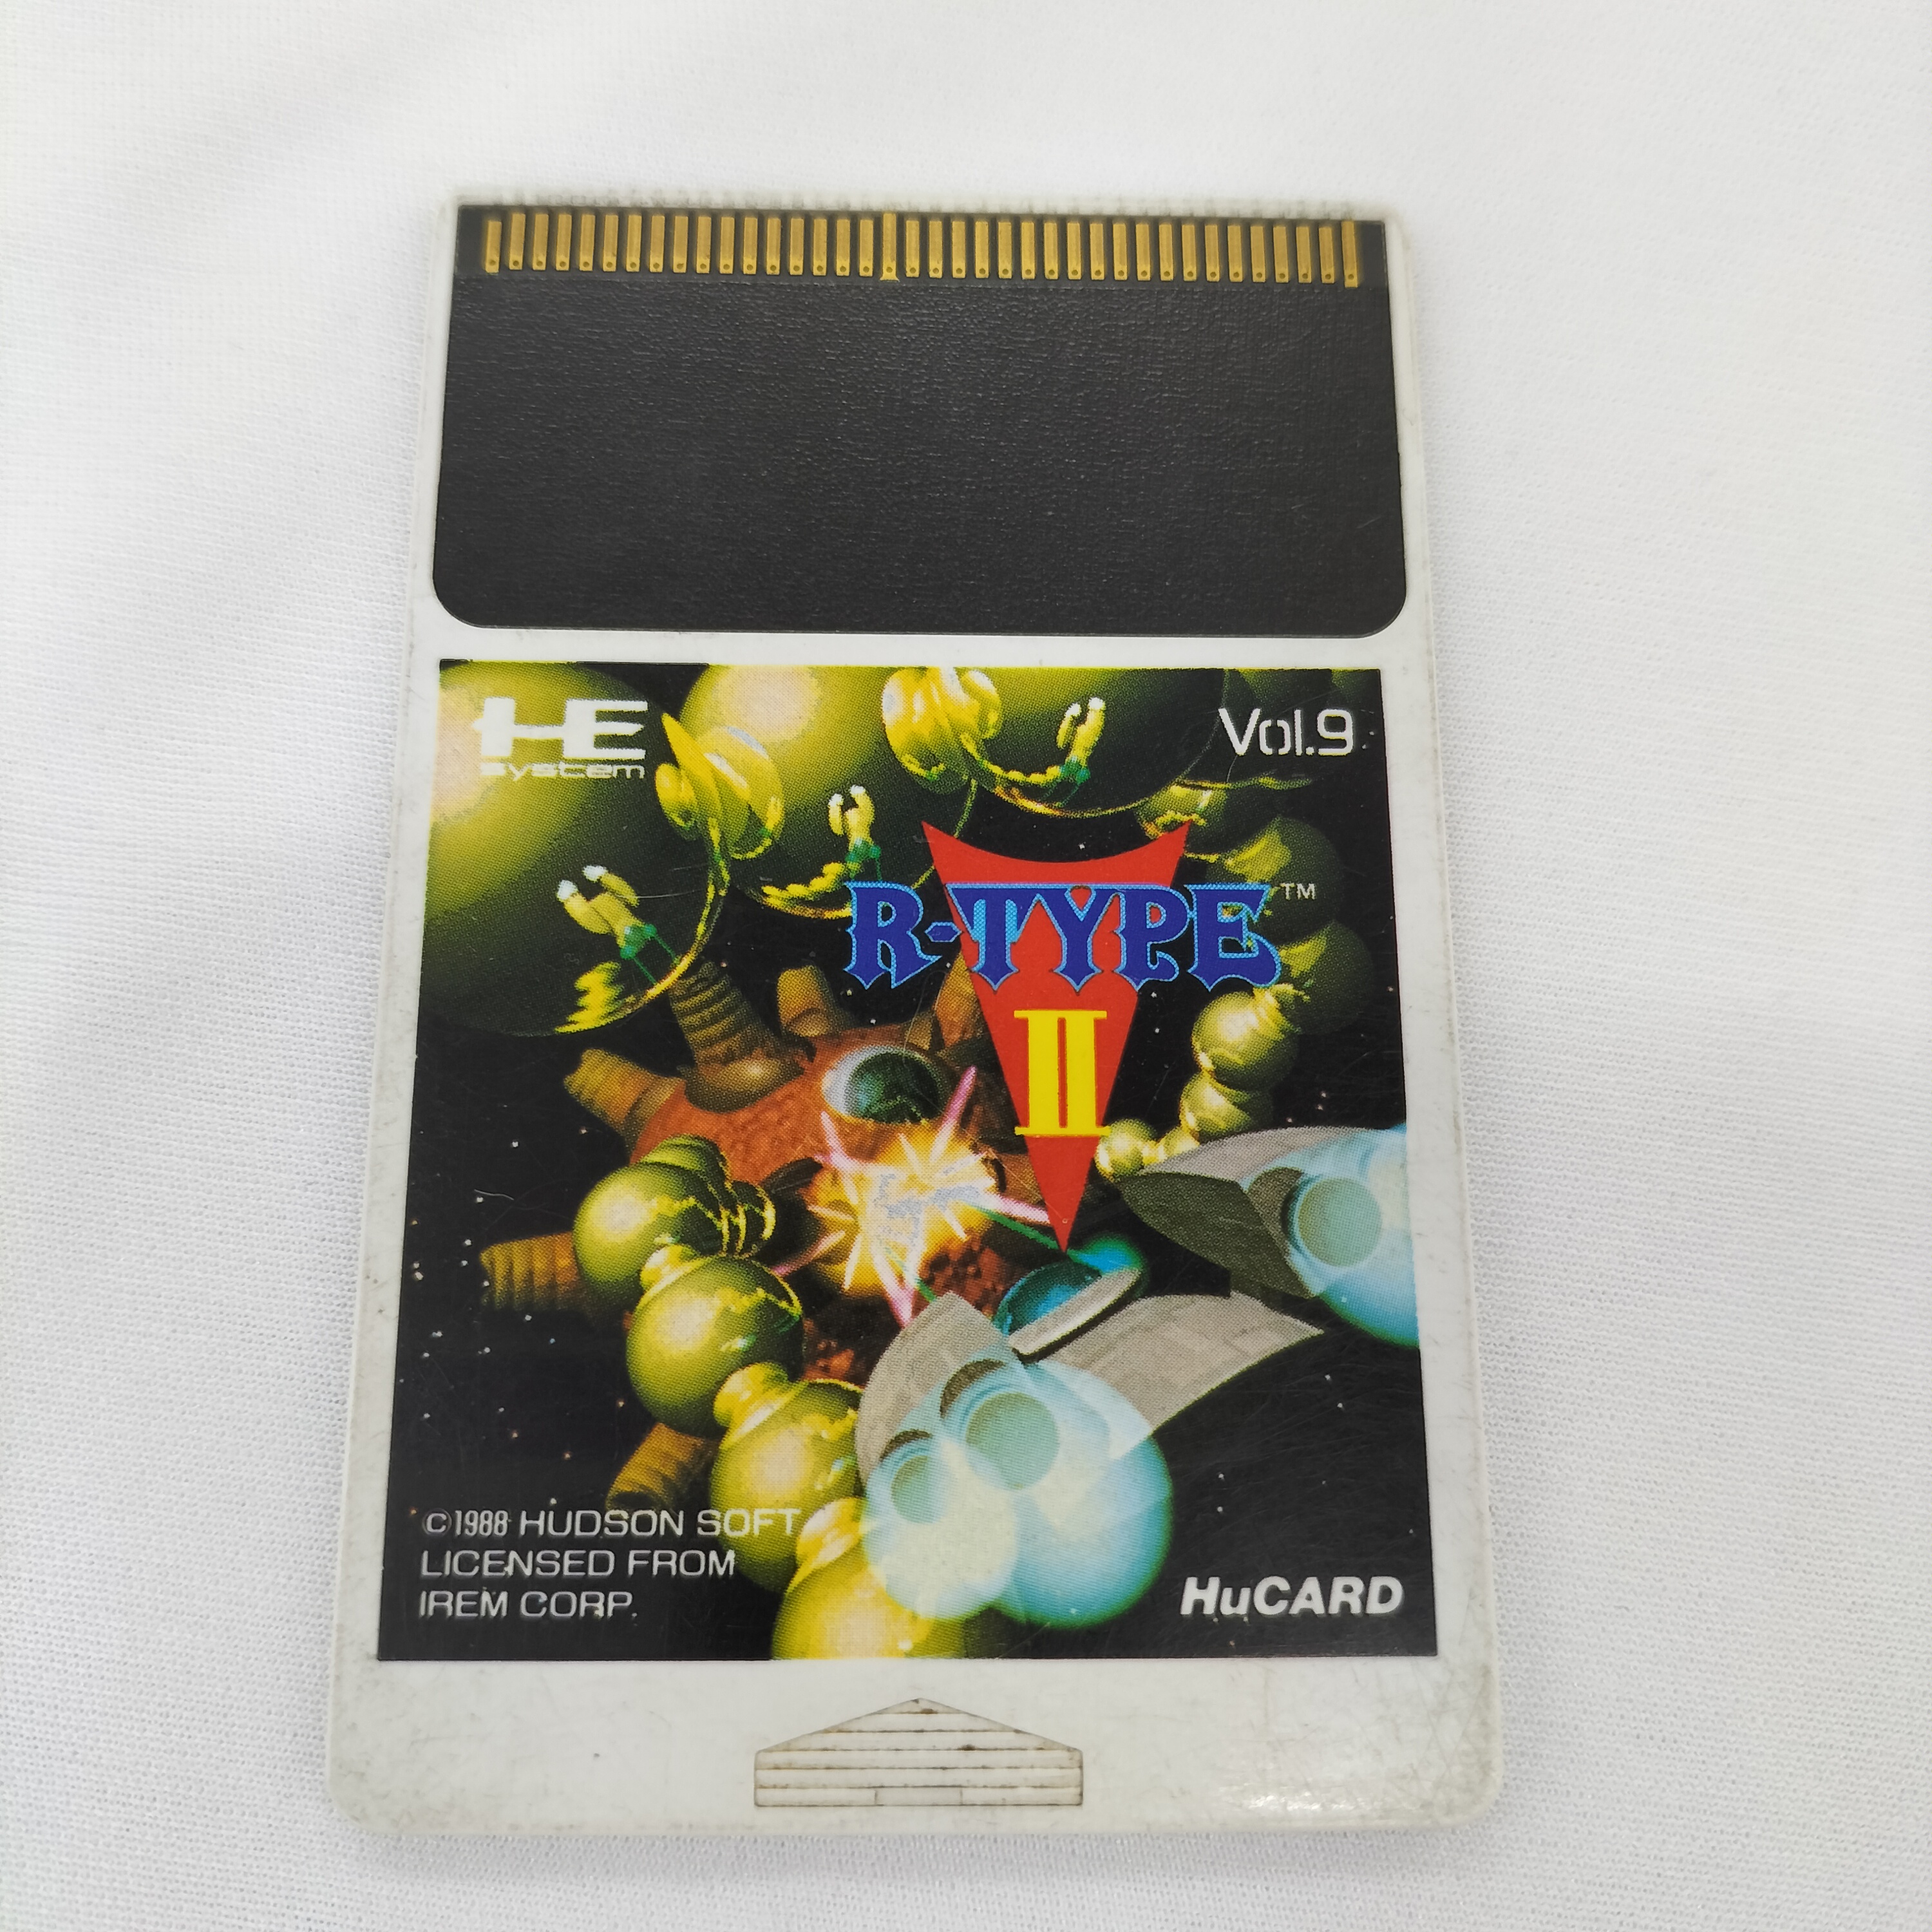 HE
system
Vol.9
R-TYPE™
II
©1988 HUDSON SOFT
LICENSED FROM
IREM CORP.
HuCARD